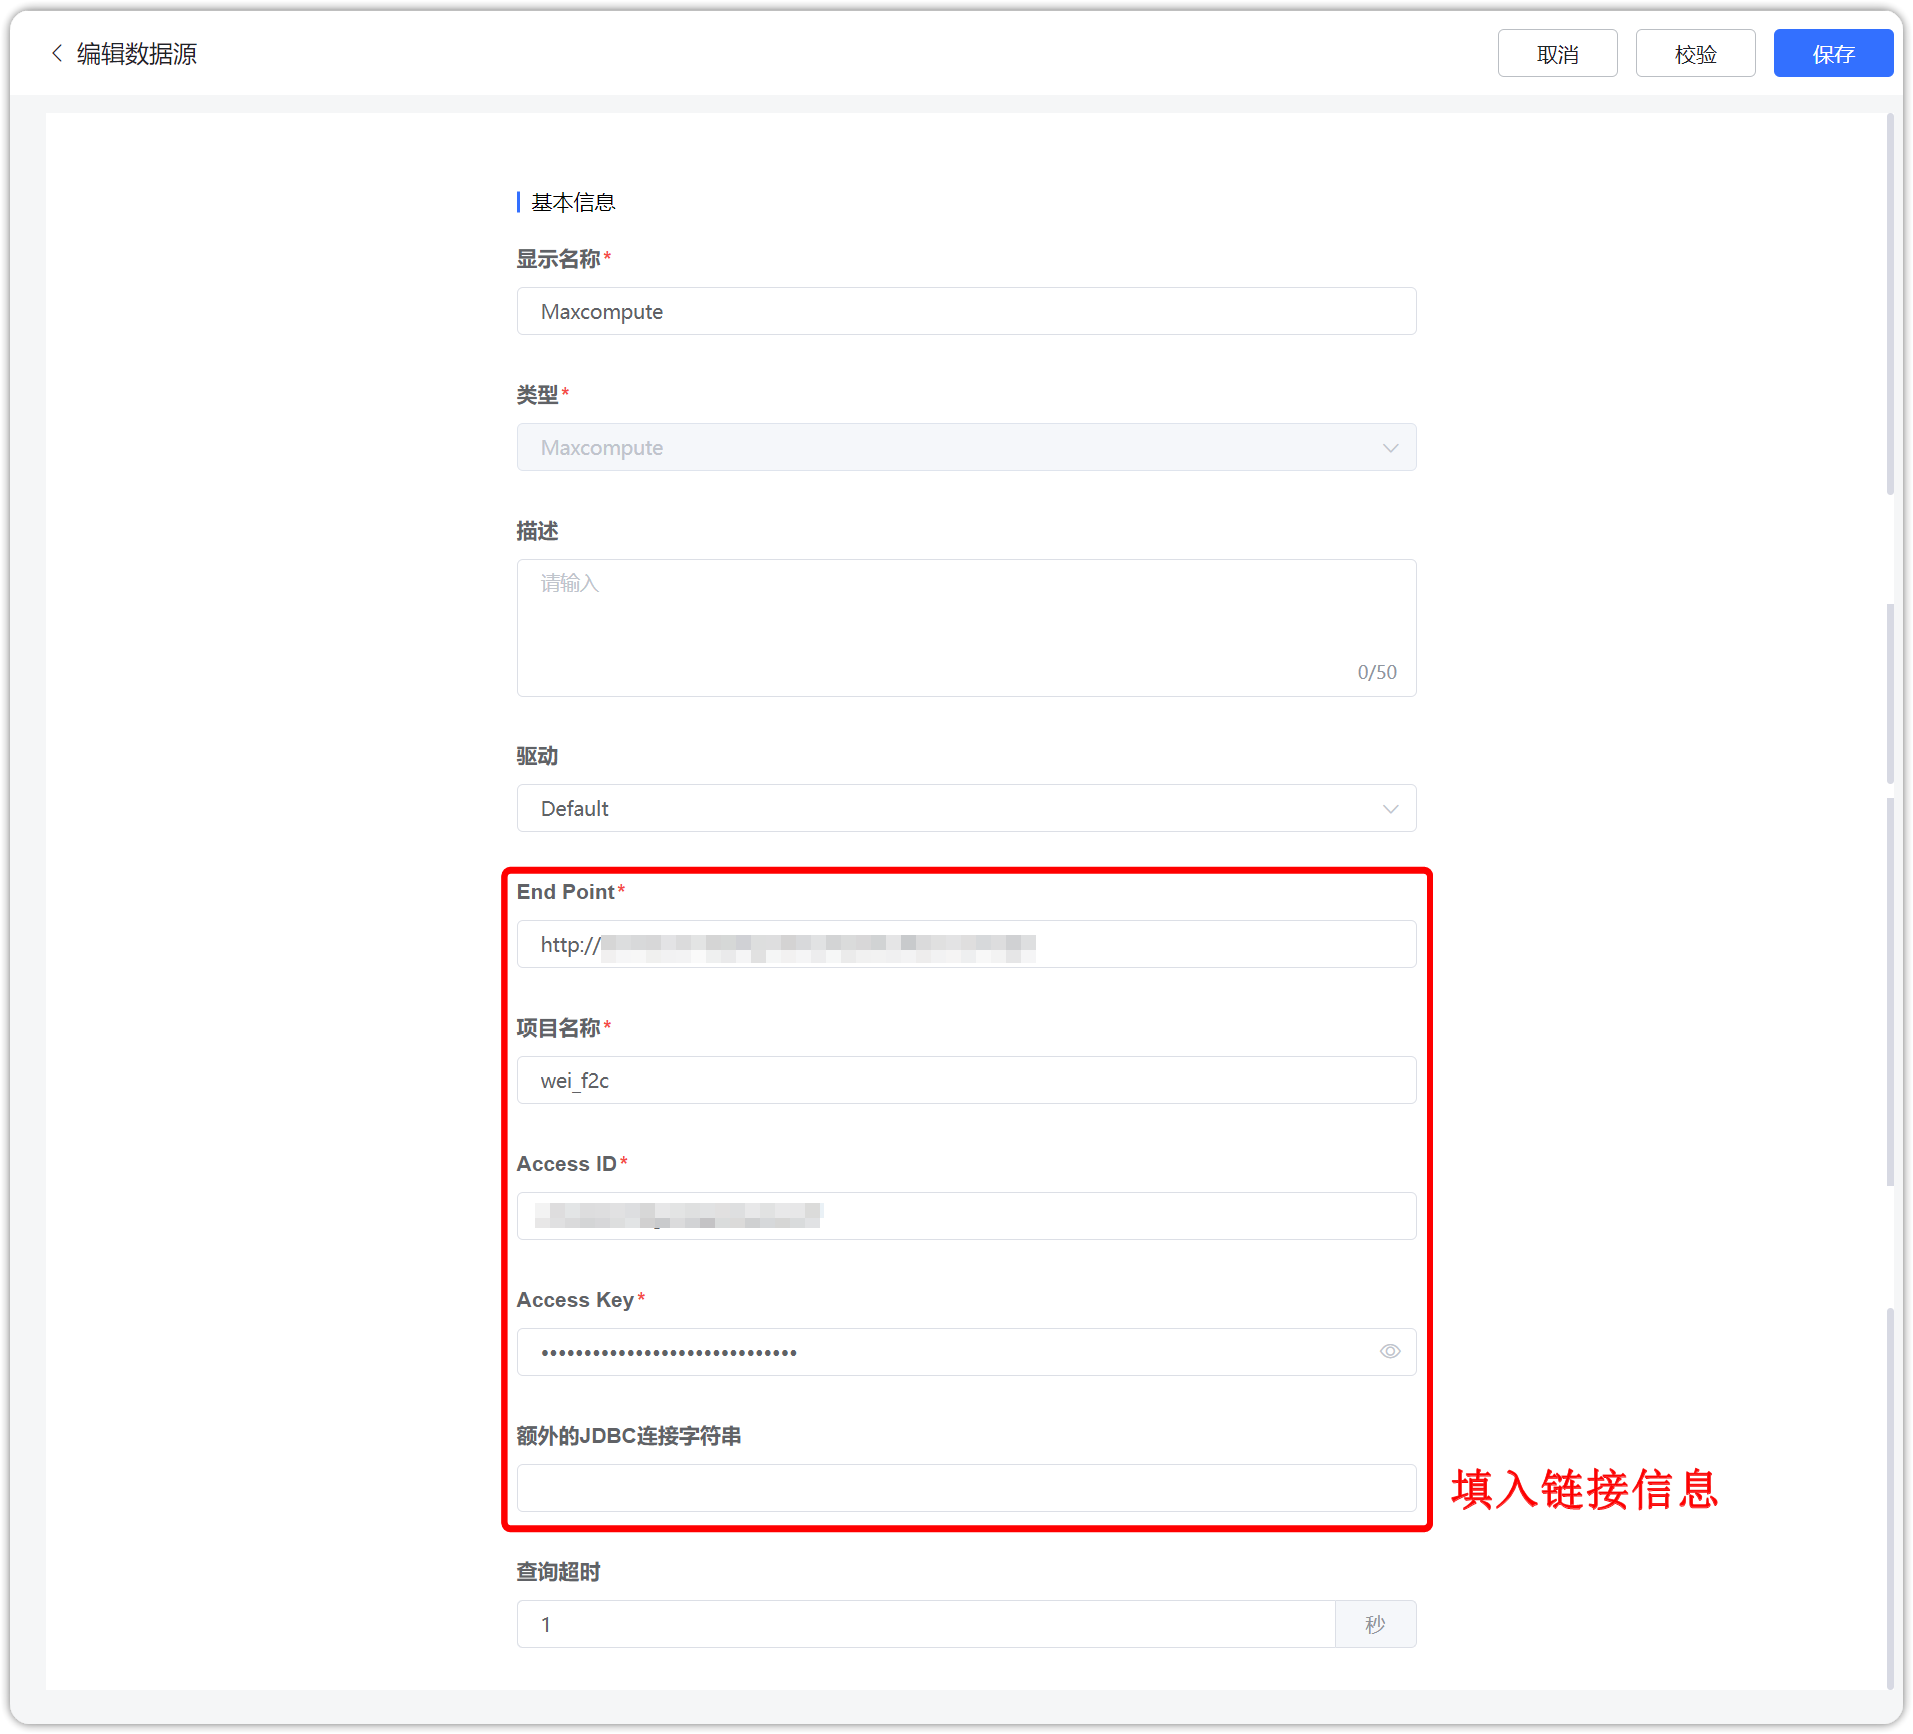 编辑数据源
取消
校验
保存
基本信息
显示名称*
Maxcompute
类型*
Maxcompute
描述
请输入
0/50
驱动
Default
End Point*
http://
项目名称*
wei_f2c
Access ID*
Access Key*
••••••••••••••••••••••••••••••
额外的JDBC连接字符串
填入链接信息
查询超时
1
秒